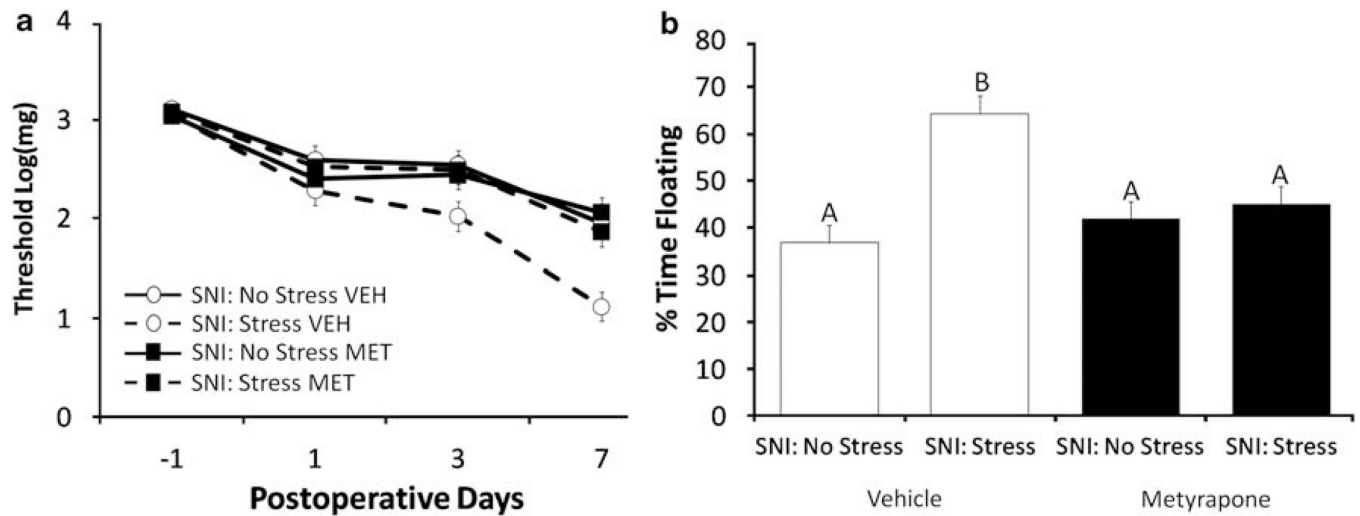 a
4
3
2
1
0
Threshold Log(mg)
SNI: No Stress VEH
SNI: Stress VEH
SNI: No Stress MET
SNI: Stress MET
-1 1 3 7
Postoperative Days
b
80
70
60
50
40
30
20
10
0
% Time Floating
A B A A
SNI: No Stress SNI: Stress SNI: No Stress SNI: Stress
Vehicle Metyrapone